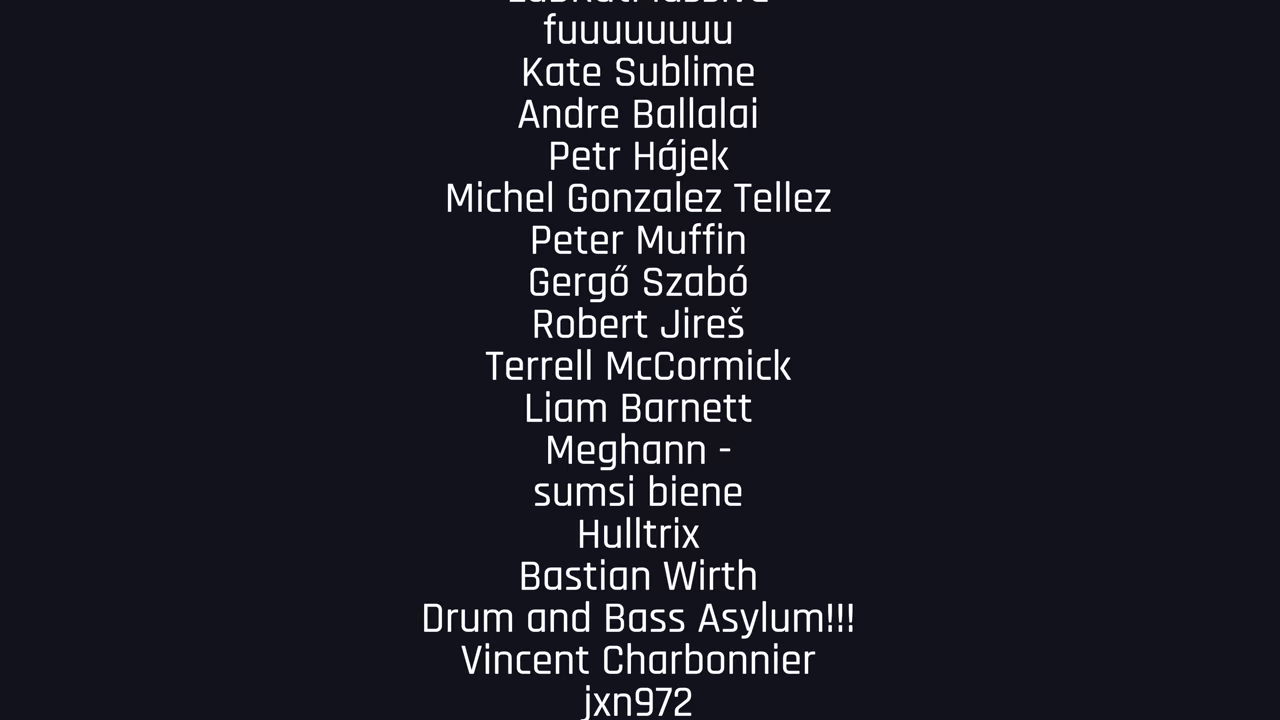 fuuuuuuuu
Kate Sublime
Andre Ballalai
Petr Hájek
Michel Gonzalez Tellez
Peter Muffin
Gergő Szabó
Robert Jireš
Terrell McCormick
Liam Barnett
Meghann -
sumsi biene
Hulltrix
Bastian Wirth
Drum and Bass Asylum!!!
Vincent Charbonnier
jxn972